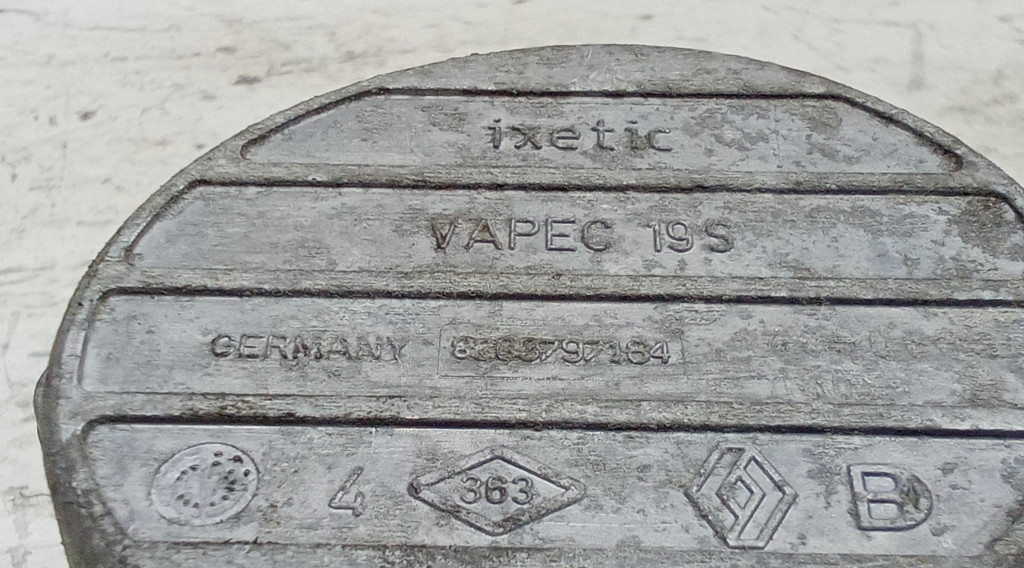 ixetic
VAPEC 19S
GERMANY
4 363 B